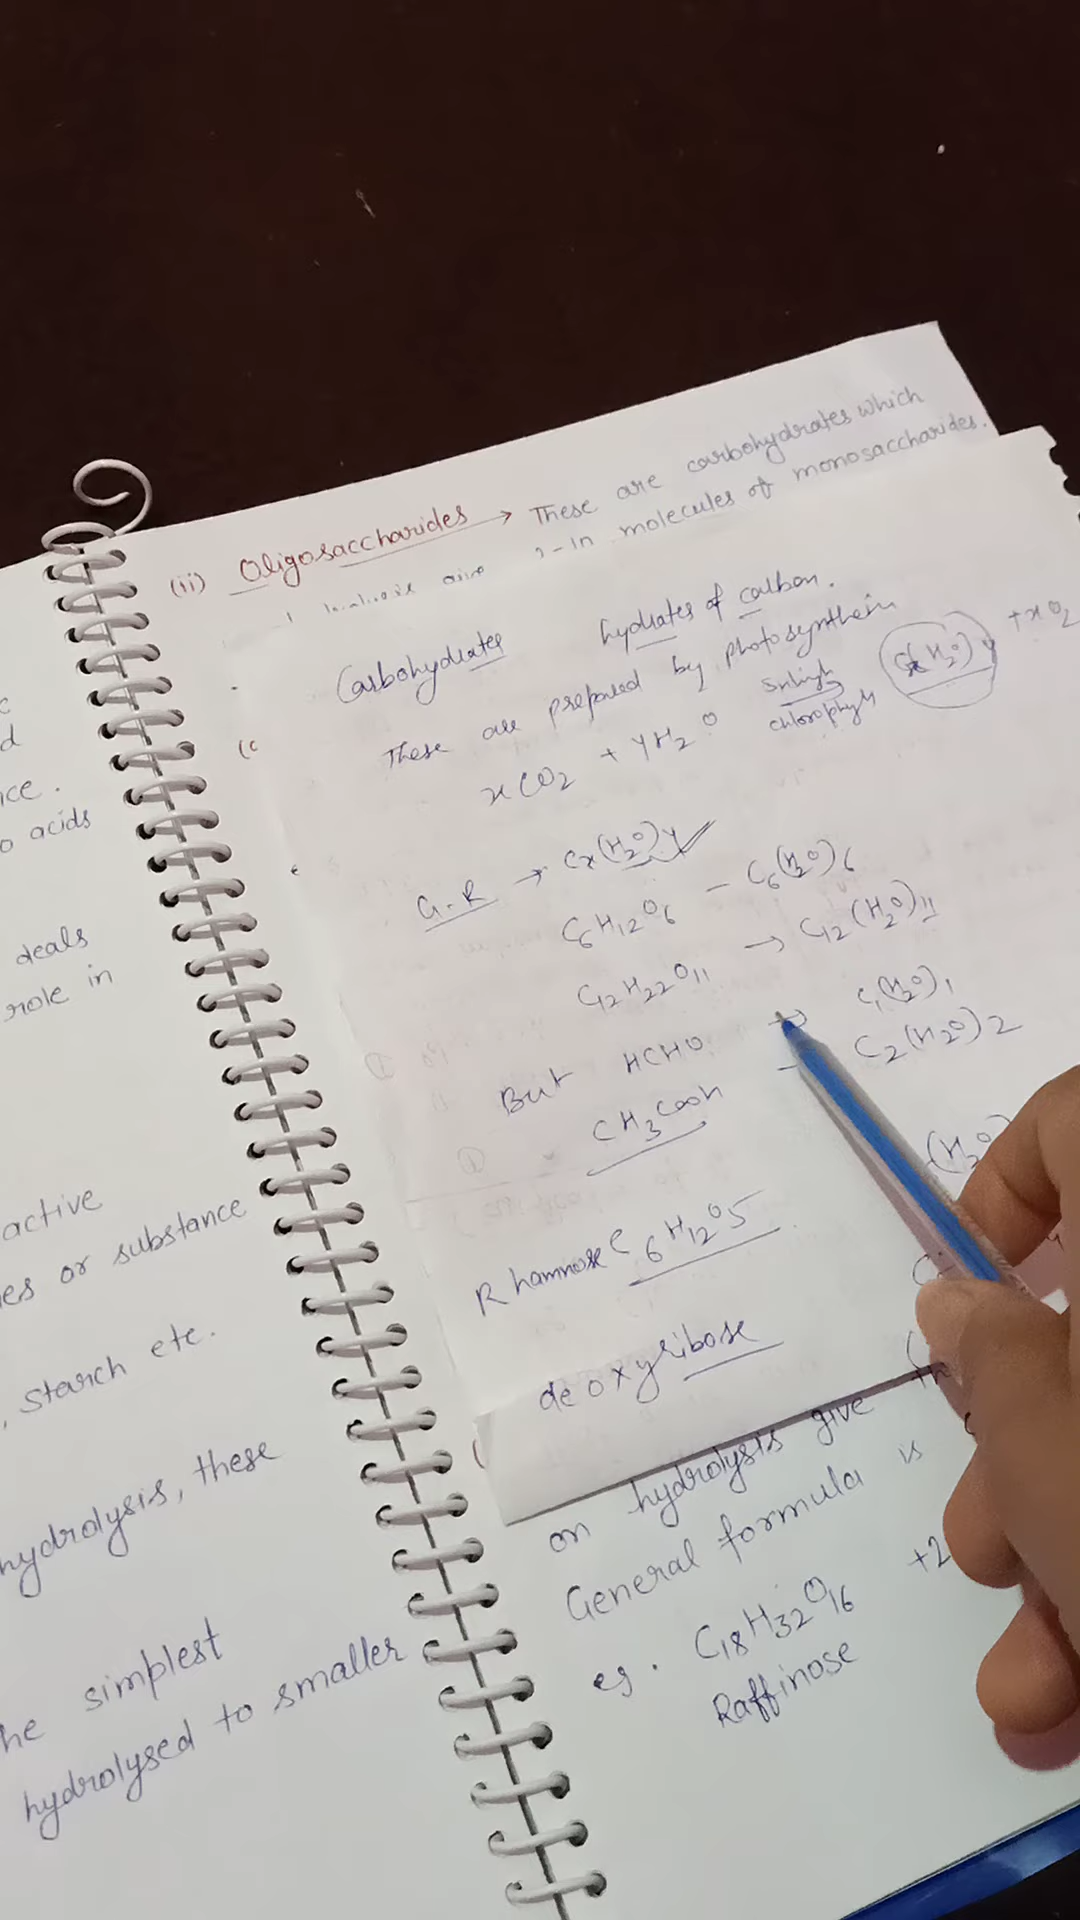 c
d
ice.
o acids
deals
role in
active
es or substance
, starch etc.
hydrolysis, these
he simplest
hydrolysed to smaller
(ii) Oligosaccharides → These are carbohydrates which
molecules of monosaccharides.
Carbohydrates hydrates of carbon.
These are prepared by photosynthesis
xCO2 + yH2O sunlight chlorophyll Cx(H2O)y + xO2
G.R → Cx(H2O)y
C6H12O6 – C6(H2O)6
C12H22O11 → C12(H2O)11
But HCHO → C1(H2O)1
CH3COOH – C2(H2O)2
(H2O)
Rhamnose C6H12O5
deoxyribose
on hydrolysis give
General formula is
eg. C18H32O16 +2
Raffinose